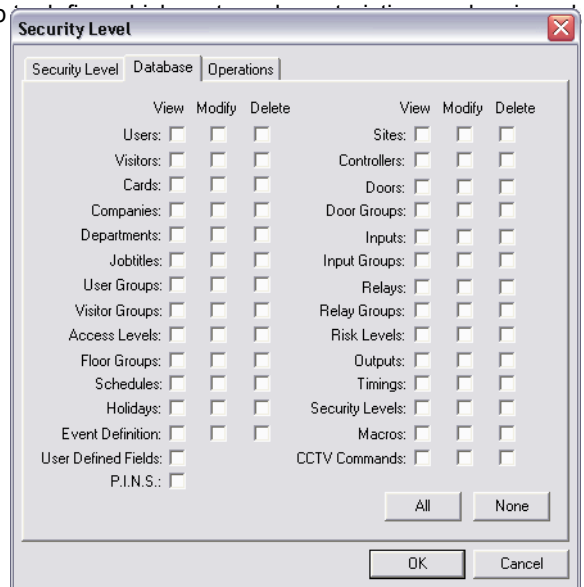 Security Level
Security Level Database Operations
View Modify Delete View Modify Delete
Users: Sites:
Visitors: Controllers:
Cards: Doors:
Companies: Door Groups:
Departments: Inputs:
Jobtitles: Input Groups:
User Groups: Relays:
Visitor Groups: Relay Groups:
Access Levels: Risk Levels:
Floor Groups: Outputs:
Schedules: Timings:
Holidays: Security Levels:
Event Definition: Macros:
User Defined Fields: CCTV Commands:
P.I.N.S.:
All None
OK Cancel